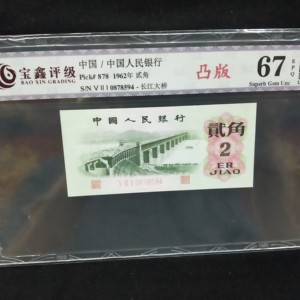 宝鑫评级
BAO XIN GRADING
中国 / 中国人民银行
Pick# 878 1962年 贰角
S/N V II I 0878594 - 长江大桥
凸版
67
EPQ
Superb Gem Unc
中国人民银行
贰角
2
ER
JIAO